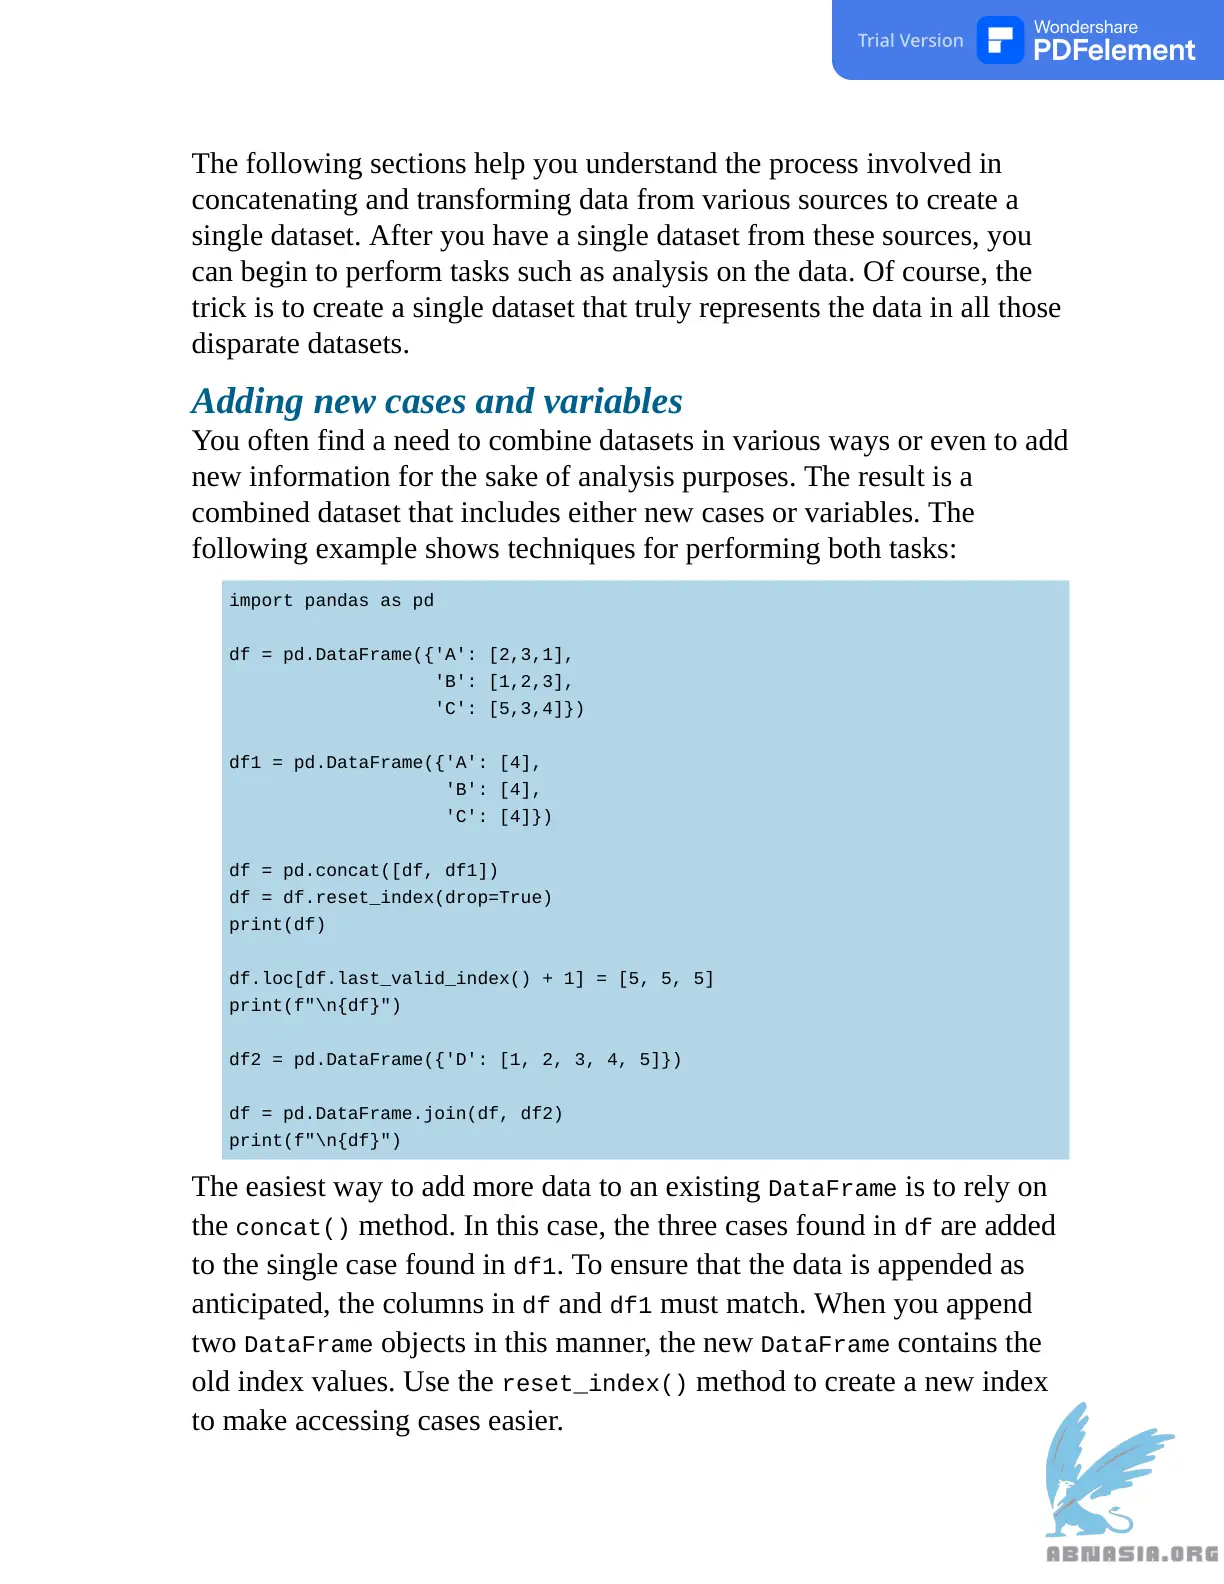 Trial Version
Wondershare
PDFelement
The following sections help you understand the process involved in
concatenating and transforming data from various sources to create a
single dataset. After you have a single dataset from these sources, you
can begin to perform tasks such as analysis on the data. Of course, the
trick is to create a single dataset that truly represents the data in all those
disparate datasets.
Adding new cases and variables
You often find a need to combine datasets in various ways or even to add
new information for the sake of analysis purposes. The result is a
combined dataset that includes either new cases or variables. The
following example shows techniques for performing both tasks:
import pandas as pd
df = pd.DataFrame({'A': [2,3,1],
                   'B': [1,2,3],
                   'C': [5,3,4]})
df1 = pd.DataFrame({'A': [4],
                    'B': [4],
                    'C': [4]})
df = pd.concat([df, df1])
df = df.reset_index(drop=True)
print(df)
df.loc[df.last_valid_index() + 1] = [5, 5, 5]
print(f"\n{df}")
df2 = pd.DataFrame({'D': [1, 2, 3, 4, 5]})
df = pd.DataFrame.join(df, df2)
print(f"\n{df}")
The easiest way to add more data to an existing DataFrame is to rely on
the concat() method. In this case, the three cases found in df are added
to the single case found in df1. To ensure that the data is appended as
anticipated, the columns in df and df1 must match. When you append
two DataFrame objects in this manner, the new DataFrame contains the
old index values. Use the reset_index() method to create a new index
to make accessing cases easier.
ABNASIA.ORG